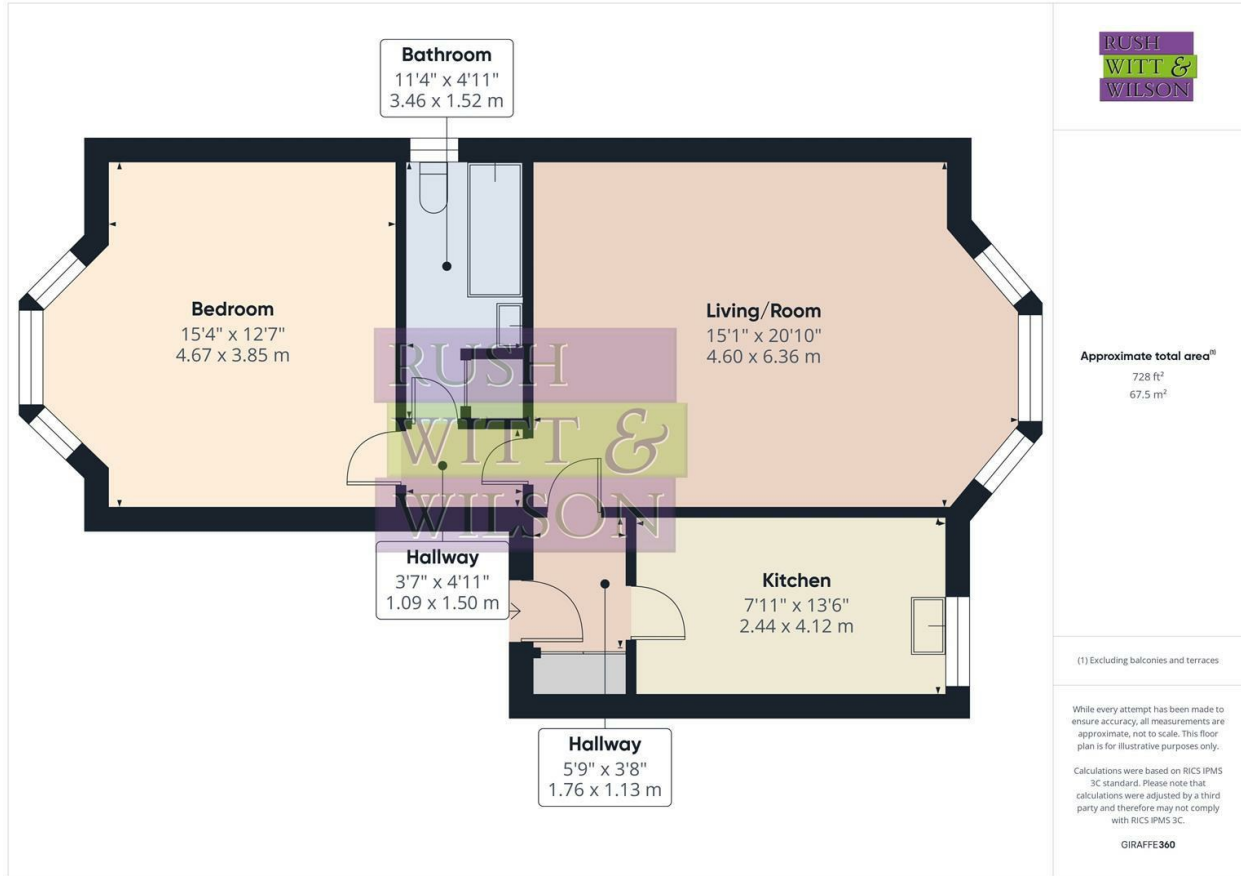 Bathroom
11'4" x 4'11"
3.46 x 1.52 m
RUSH
WITT &
WILSON
Bedroom
15'4" x 12'7"
4.67 x 3.85 m
Living/Room
15'1" x 20'10"
4.60 x 6.36 m
RUSH
WITT &
WILSON
Hallway
3'7" x 4'11"
1.09 x 1.50 m
Kitchen
7'11" x 13'6"
2.44 x 4.12 m
Hallway
5'9" x 3'8"
1.76 x 1.13 m
Approximate total area(1)
728 ft²
67.5 m²
(1) Excluding balconies and terraces
While every attempt has been made to
ensure accuracy, all measurements are
approximate, not to scale. This floor
plan is for illustrative purposes only.
Calculations were based on RICS IPMS
3C standard. Please note that
calculations were adjusted by a third
party and therefore may not comply
with RICS IPMS 3C.
GIRAFFE360